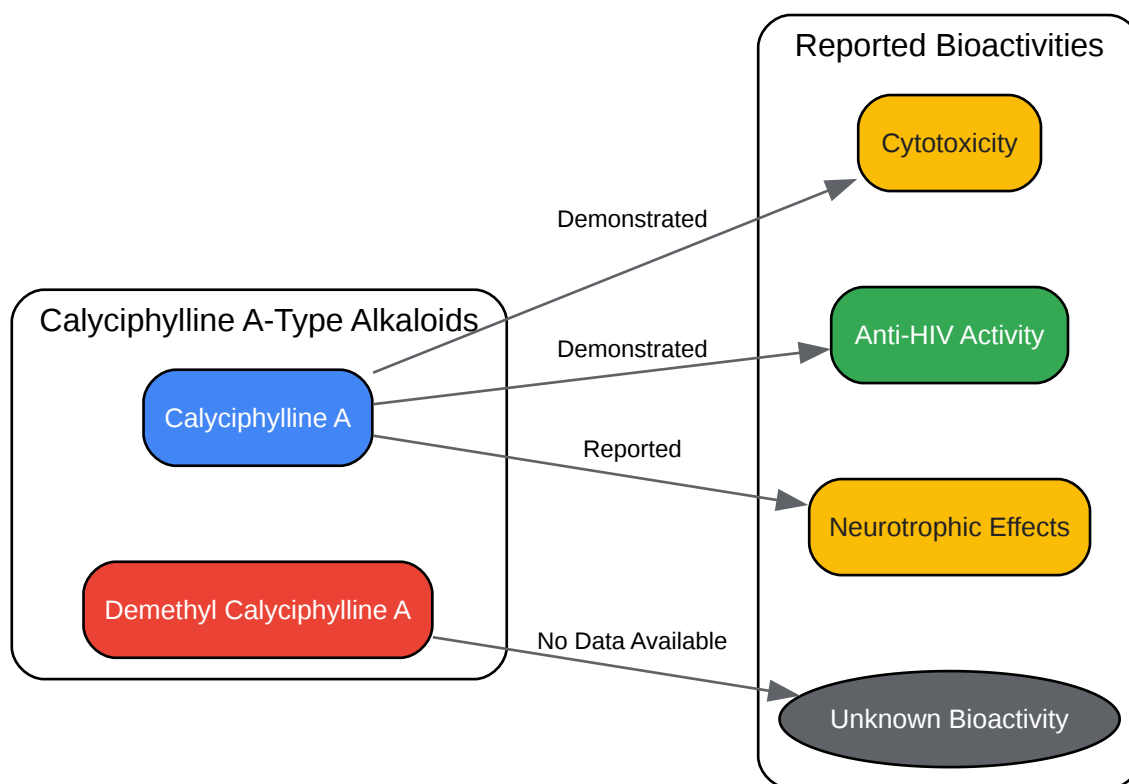 Reported Bioactivities
Cytotoxicity
Demonstrated
Calyciphylline A-Type Alkaloids
Demonstrated
Anti-HIV Activity
Calyciphylline A
Reported
Neurotrophic Effects
Demethyl Calyciphylline A
No Data Available
Unknown Bioactivity